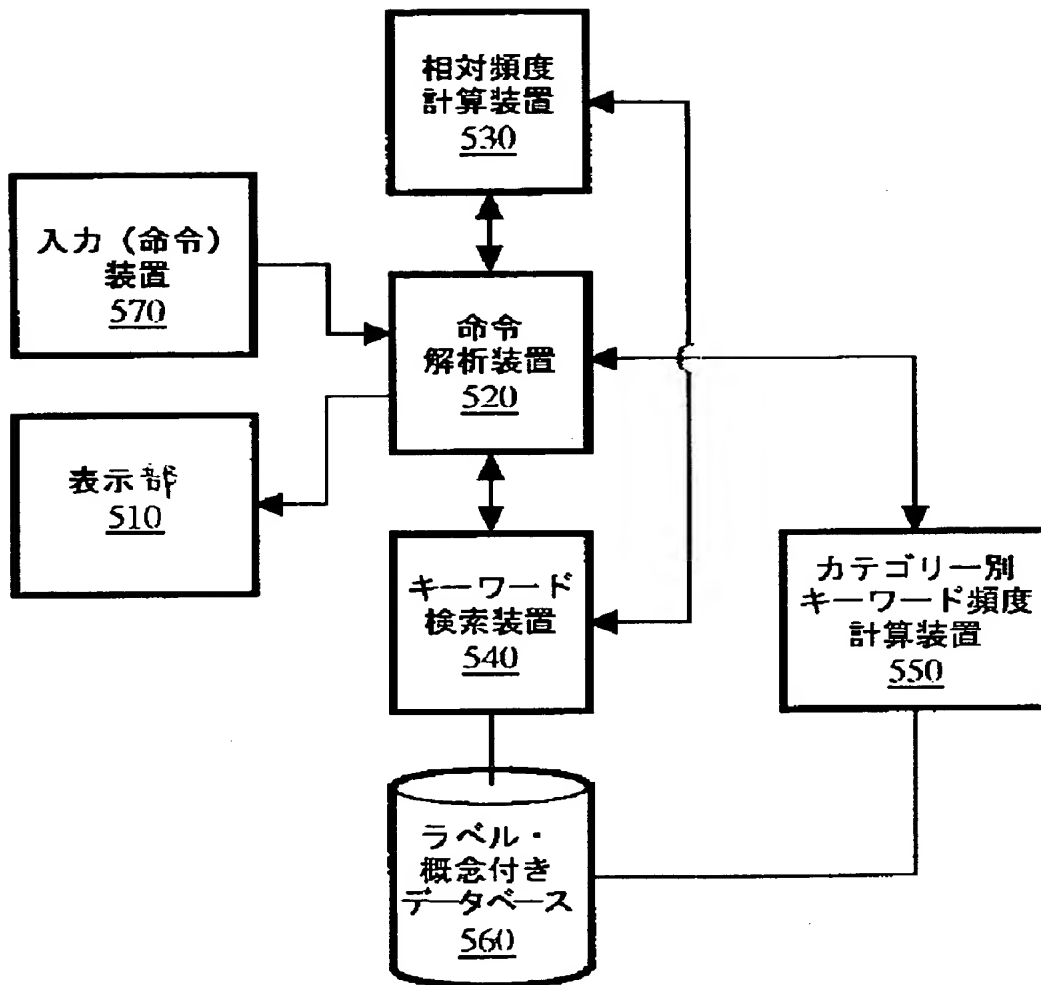 相対頻度
計算装置
530
入力（命令）
装置
570
命令
解析装置
520
表示部
510
キーワード
検索装置
540
カテゴリー別
キーワード頻度
計算装置
550
ラベル・
概念付き
データベース
560